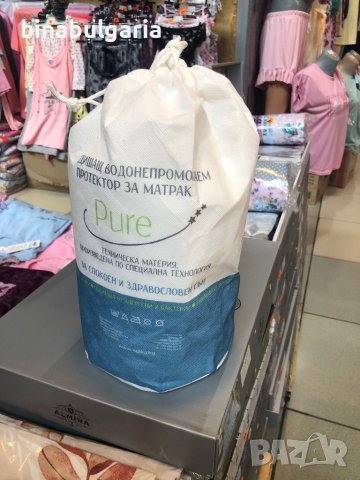 binabulgaria
ДИШАЩ ВОДОНЕПРОМОКАЕМ
ПРОТЕКТОР ЗА МАТРАК
Pure
ТЕХНИЧЕСКА МАТЕРИЯ,
ПРОИЗВЕДЕНА ПО СПЕЦИАЛНА ТЕХНОЛОГИЯ
ЗА СПОКОЕН И ЗДРАВОСЛОВЕН СЪН
И БАКТЕРИИ
ALMIRA
BAZAR